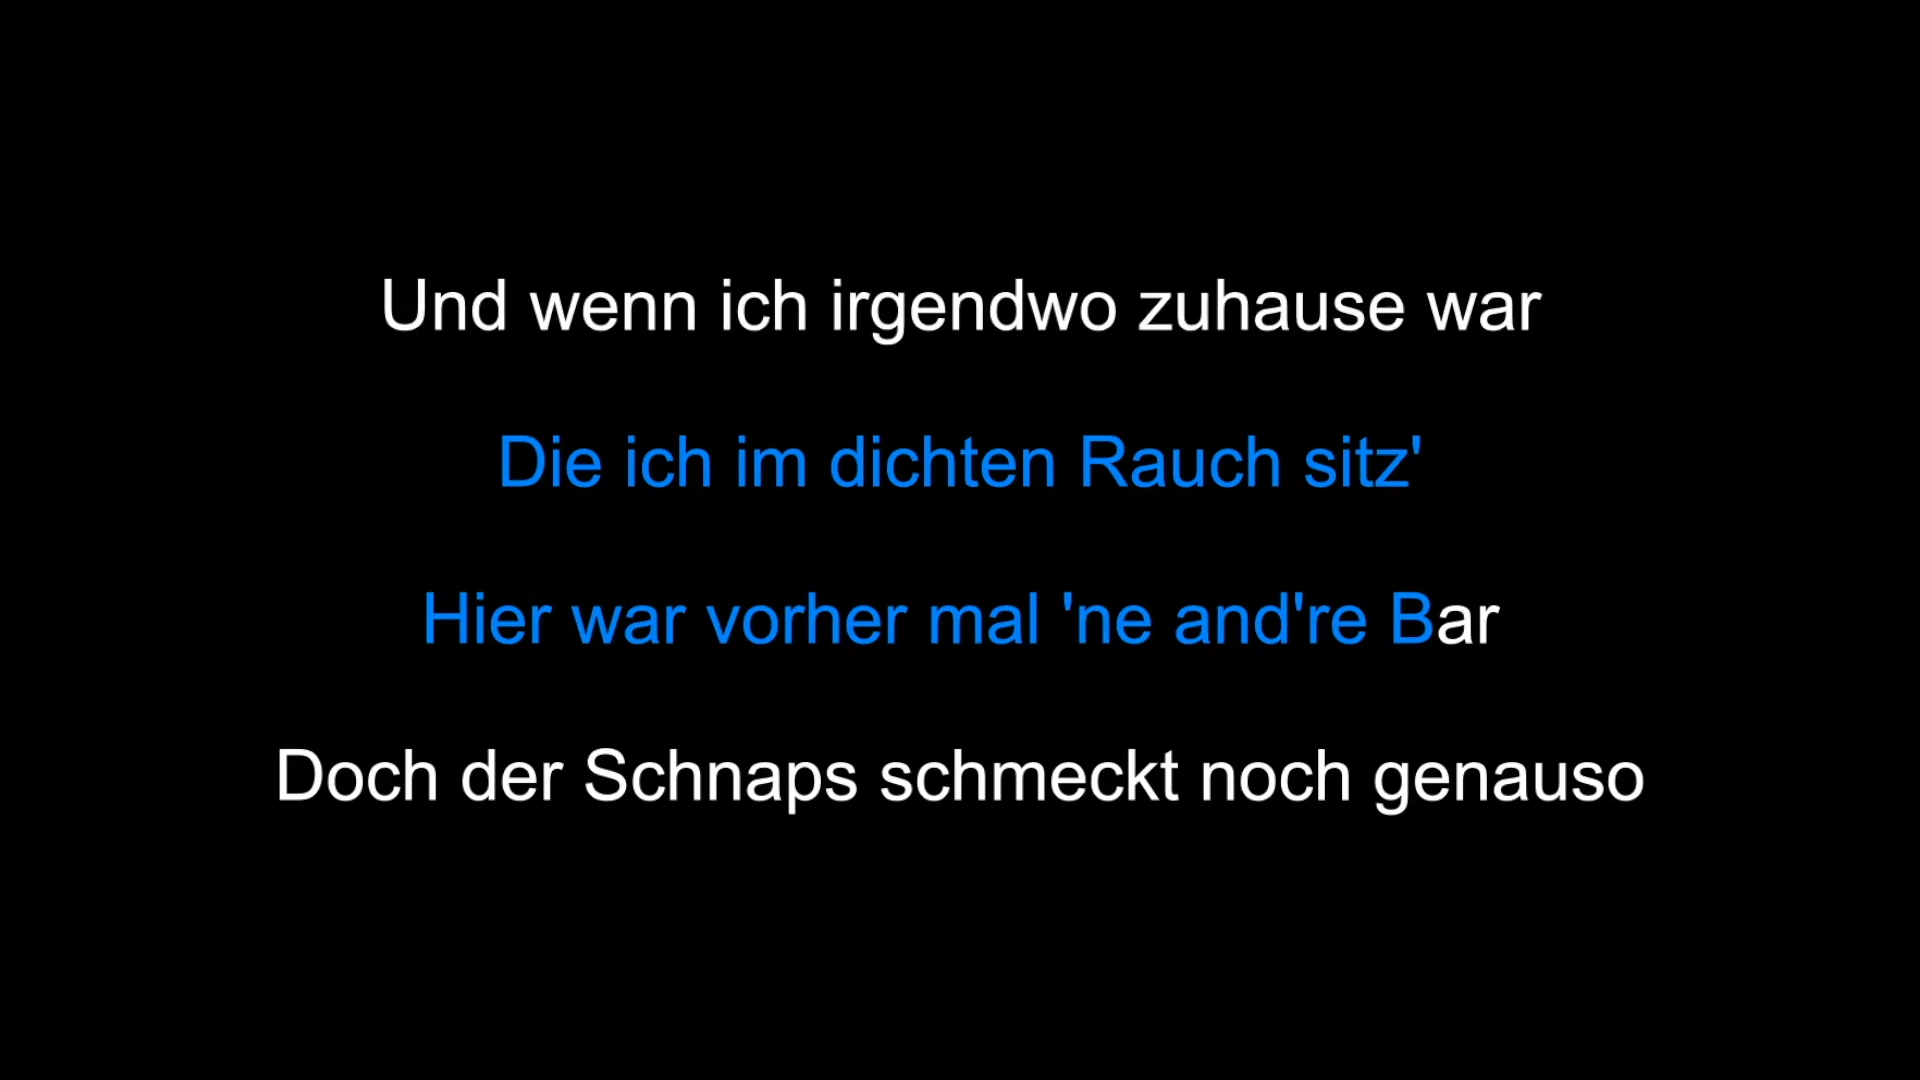 Und wenn ich irgendwo zuhause war
Die ich im dichten Rauch sitz'
Hier war vorher mal 'ne and're Bar
Doch der Schnaps schmeckt noch genauso